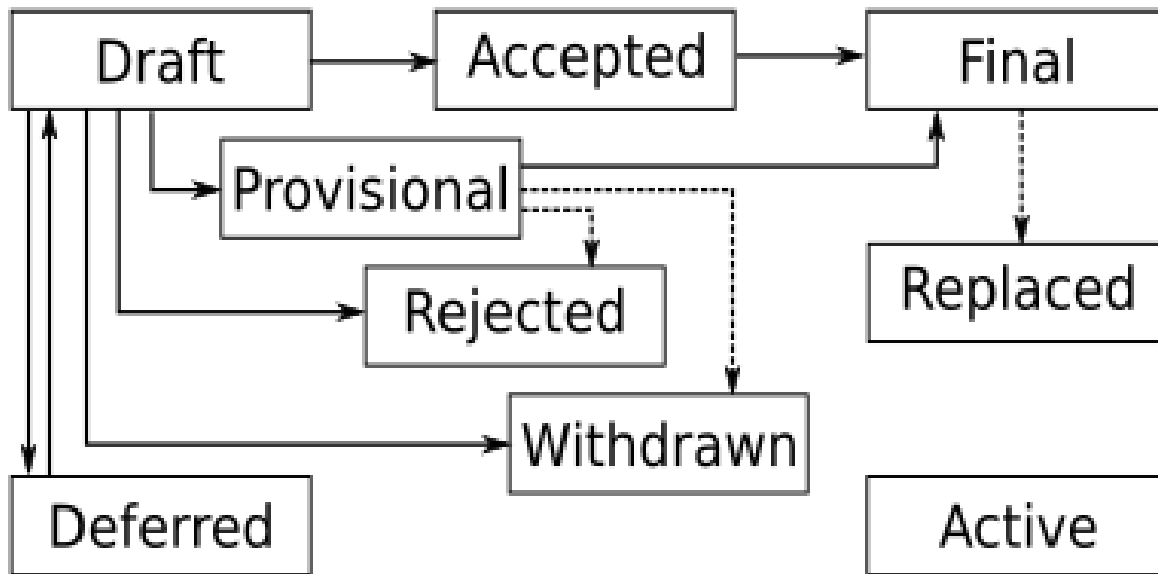 Draft
Accepted
Final
Provisional
Replaced
Rejected
Withdrawn
Deferred
Active